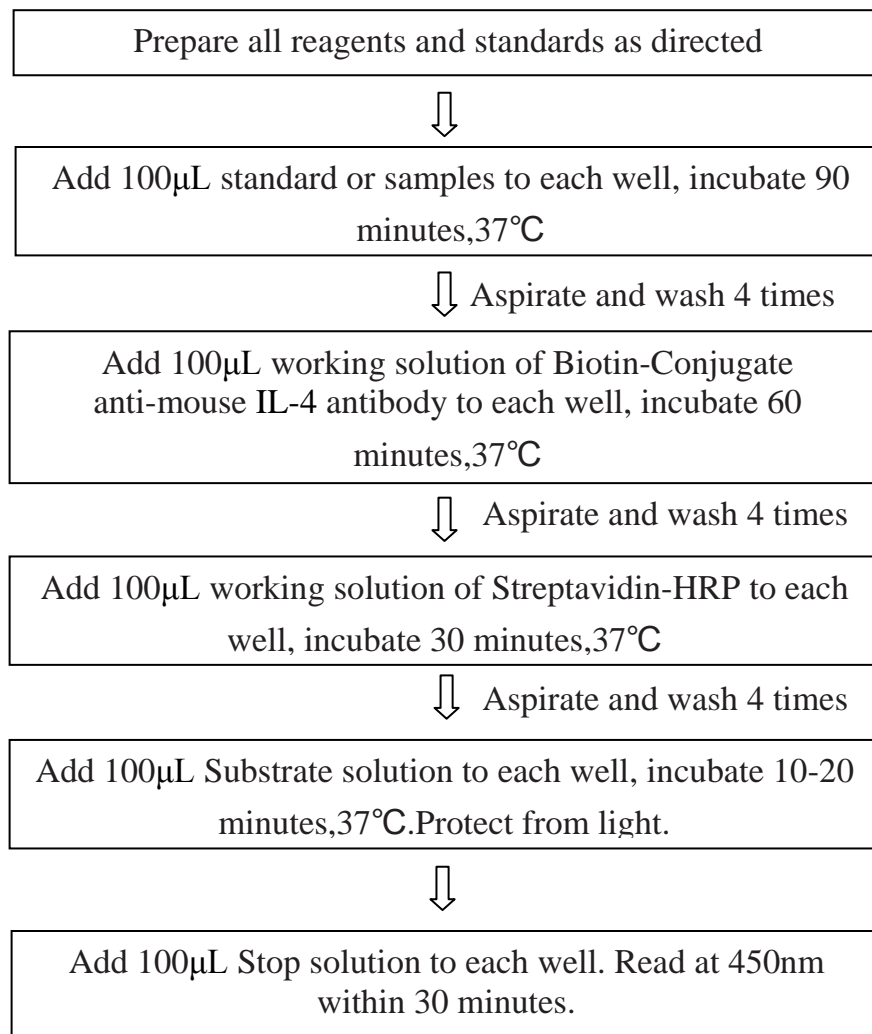 Prepare all reagents and standards as directed
Add 100μL standard or samples to each well, incubate 90
minutes,37℃
Aspirate and wash 4 times
Add 100μL working solution of Biotin-Conjugate
anti-mouse IL-4 antibody to each well, incubate 60
minutes,37℃
Aspirate and wash 4 times
Add 100μL working solution of Streptavidin-HRP to each
well, incubate 30 minutes,37℃
Aspirate and wash 4 times
Add 100μL Substrate solution to each well, incubate 10-20
minutes,37℃.Protect from light.
Add 100μL Stop solution to each well. Read at 450nm
within 30 minutes.